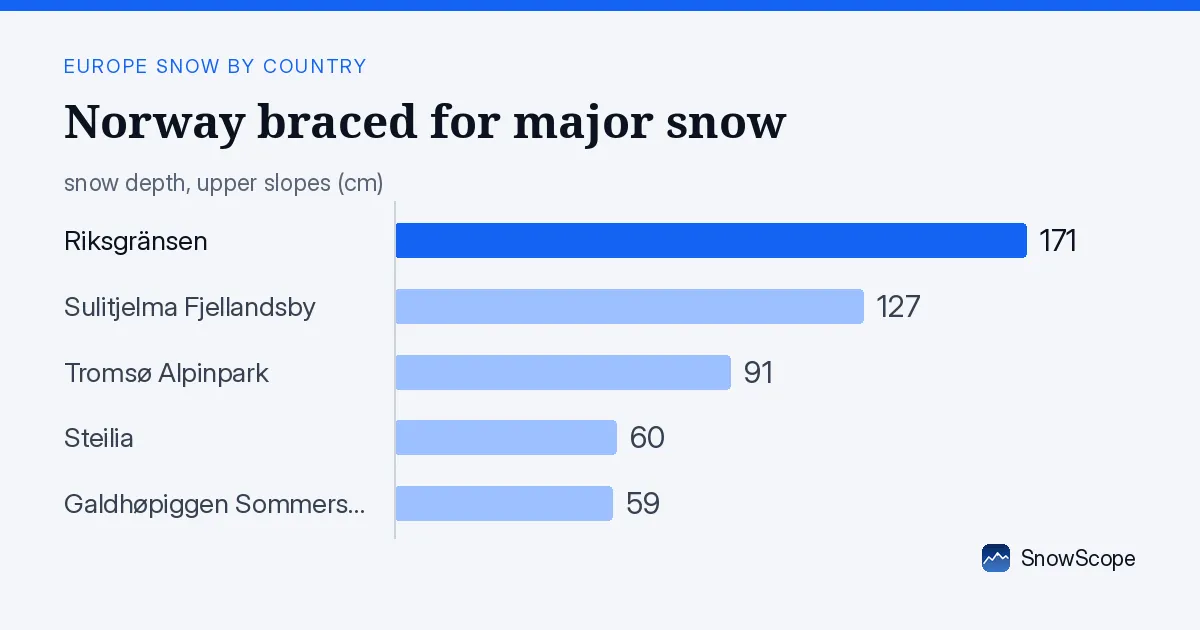 EUROPE SNOW BY COUNTRY
Norway braced for major snow
snow depth, upper slopes (cm)
Riksgränsen 171
Sulitjelma Fjellandsby 127
Tromsø Alpinpark 91
Steilia 60
Galdhøpiggen Sommers... 59
SnowScope